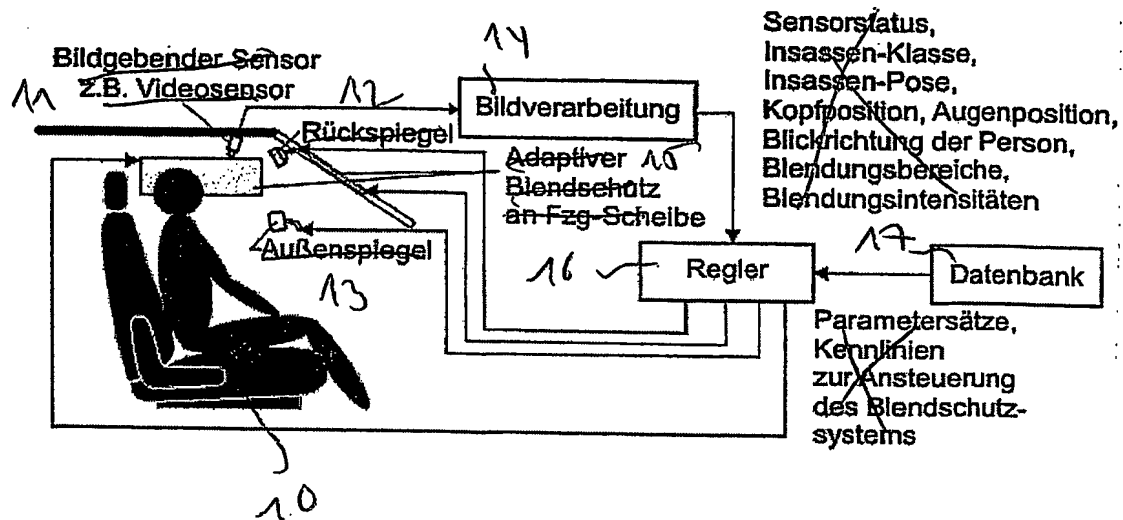 Bildgebender Sensor
z.B. Videosensor
11
12
14
Bildverarbeitung
10
Rückspiegel
Adaptiver
Blendschutz
an Fzg-Scheibe
Außenspiegel
13
Sensorstatus,
Insassen-Klasse,
Insassen-Pose,
Kopfposition, Augenposition,
Blickrichtung der Person,
Blendungsbereiche,
Blendungsintensitäten
16
Regler
17
Datenbank
Parametersätze,
Kennlinien
zur Ansteuerung
des Blendschutz-
systems
10